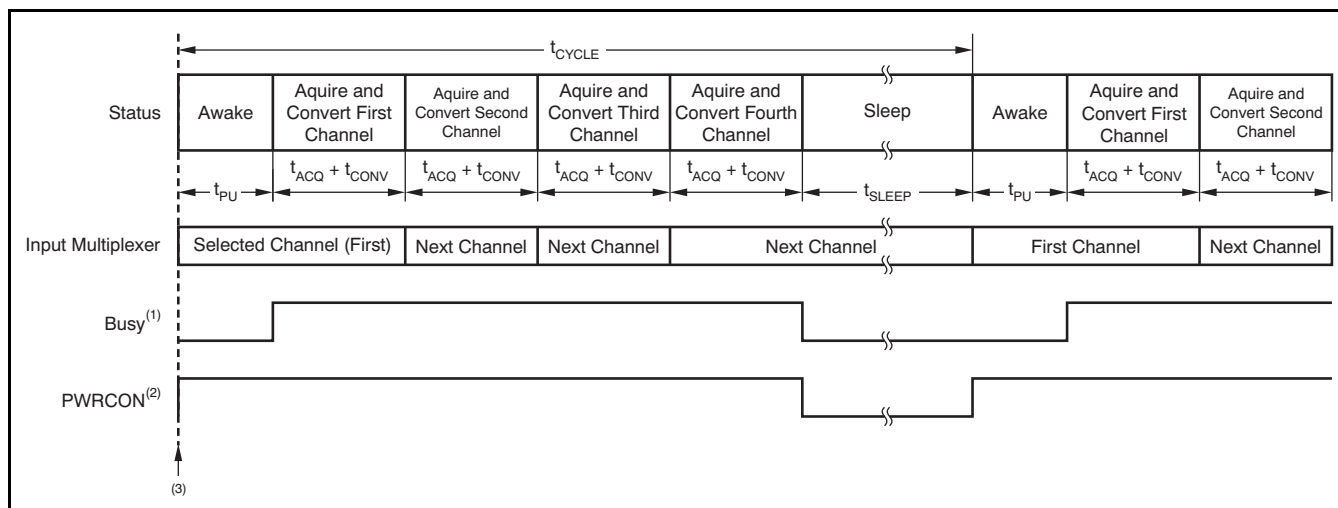 tCYCLE
Status
Awake
Aquire and
Convert First
Channel
Aquire and
Convert Second
Channel
Aquire and
Convert Third
Channel
Aquire and
Convert Fourth
Channel
Sleep
Awake
Aquire and
Convert First
Channel
Aquire and
Convert Second
Channel
tPU
tACQ + tCONV
tACQ + tCONV
tACQ + tCONV
tACQ + tCONV
tSLEEP
tPU
tACQ + tCONV
tACQ + tCONV
Input Multiplexer
Selected Channel (First)
Next Channel
Next Channel
Next Channel
First Channel
Next Channel
Busy(1)
PWRCON(2)
(3)